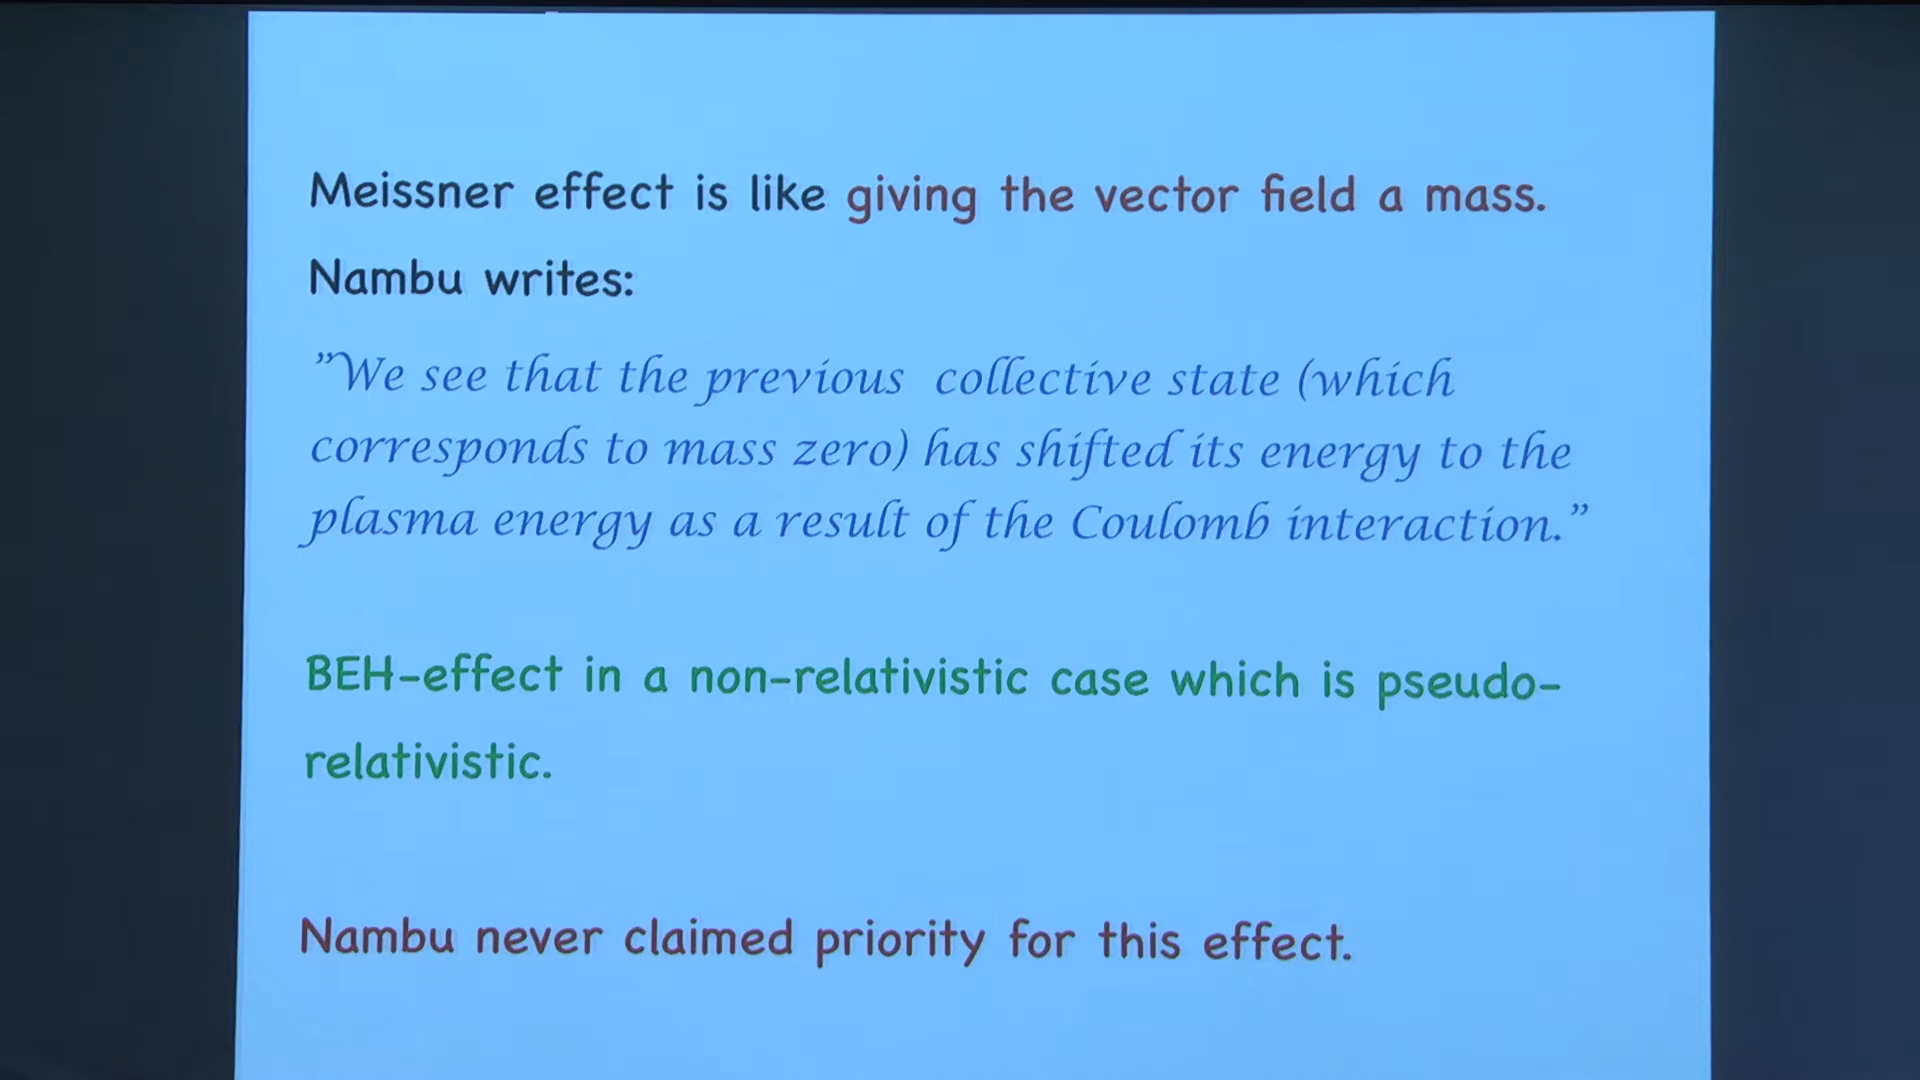 Meissner effect is like giving the vector field a mass.
Nambu writes:
”We see that the previous collective state (which
corresponds to mass zero) has shifted its energy to the
plasma energy as a result of the Coulomb interaction.”
BEH-effect in a non-relativistic case which is pseudo-
relativistic.
Nambu never claimed priority for this effect.